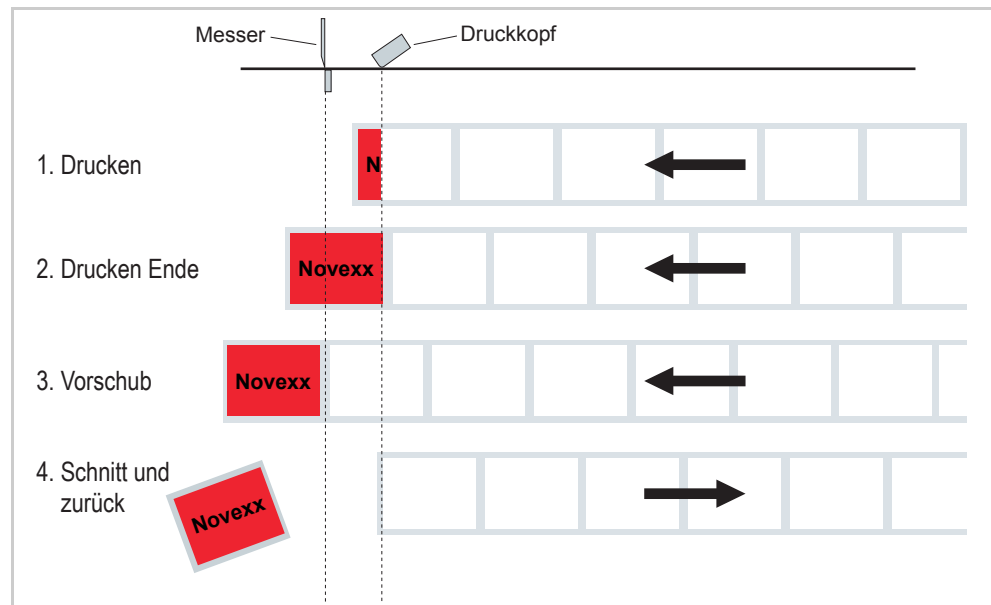 Messer
Druckkopf
1. Drucken
N
2. Drucken Ende
Novexx
3. Vorschub
Novexx
4. Schnitt und
zurück
Novexx